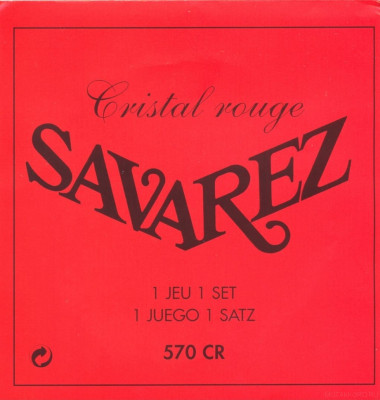 Cristal rouge
SAVAREZ
1 JEU 1 SET
1 JUEGO 1 SATZ
570 CR